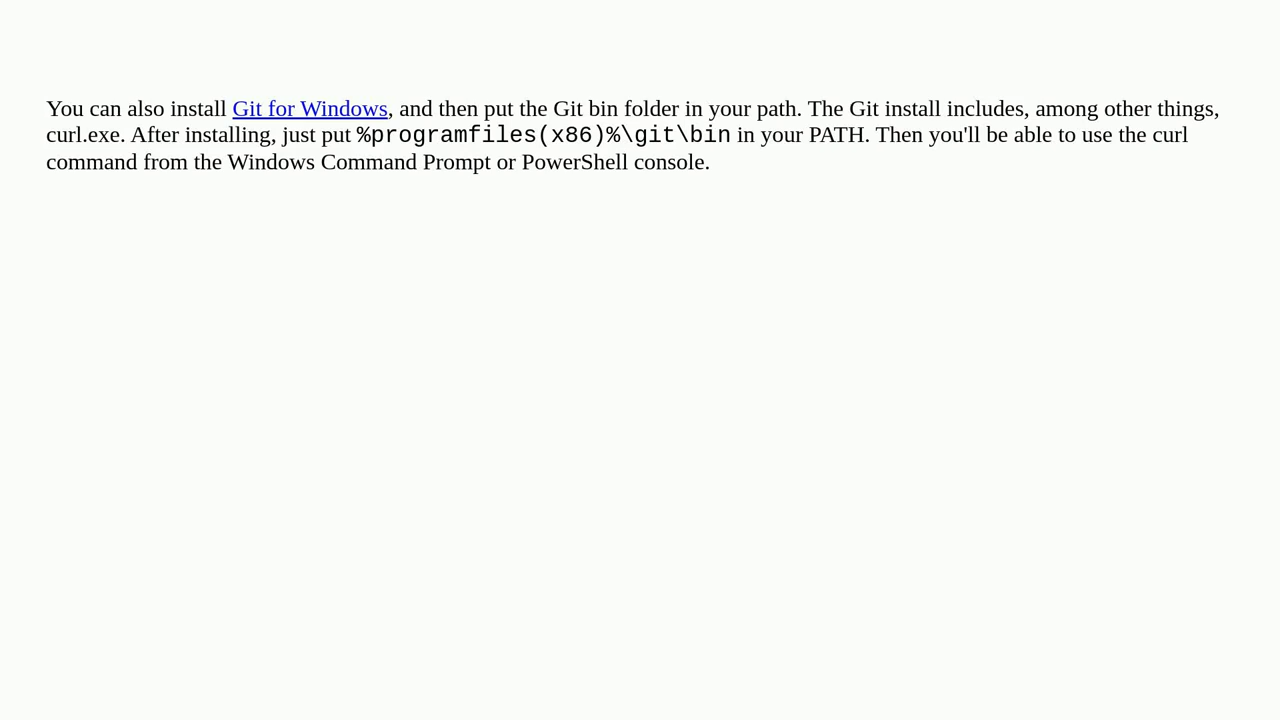 You can also install Git for Windows, and then put the Git bin folder in your path. The Git install includes, among other things,
curl.exe. After installing, just put %programfiles(x86)%\git\bin in your PATH. Then you'll be able to use the curl
command from the Windows Command Prompt or PowerShell console.